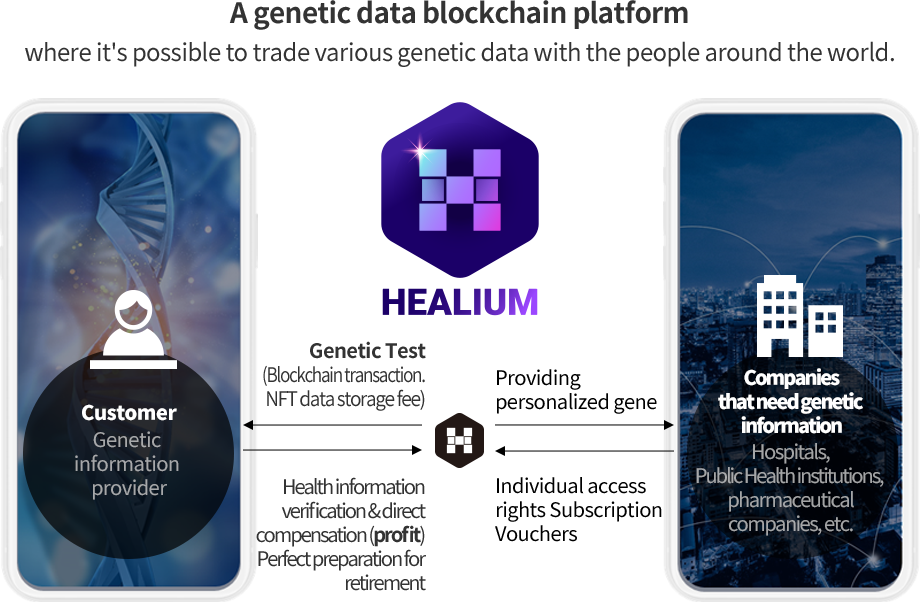 A genetic data blockchain platform
where it's possible to trade various genetic data with the people around the world.
HEALIUM
Genetic Test
(Blockchain transaction.
NFT data storage fee)
Providing
personalized gene
Customer
Genetic
information
provider
Companies
that need genetic
information
Hospitals,
Public Health institutions,
pharmaceutical
companies, etc.
Health information
verification & direct
compensation (profit)
Perfect preparation for
retirement
Individual access
rights Subscription
Vouchers